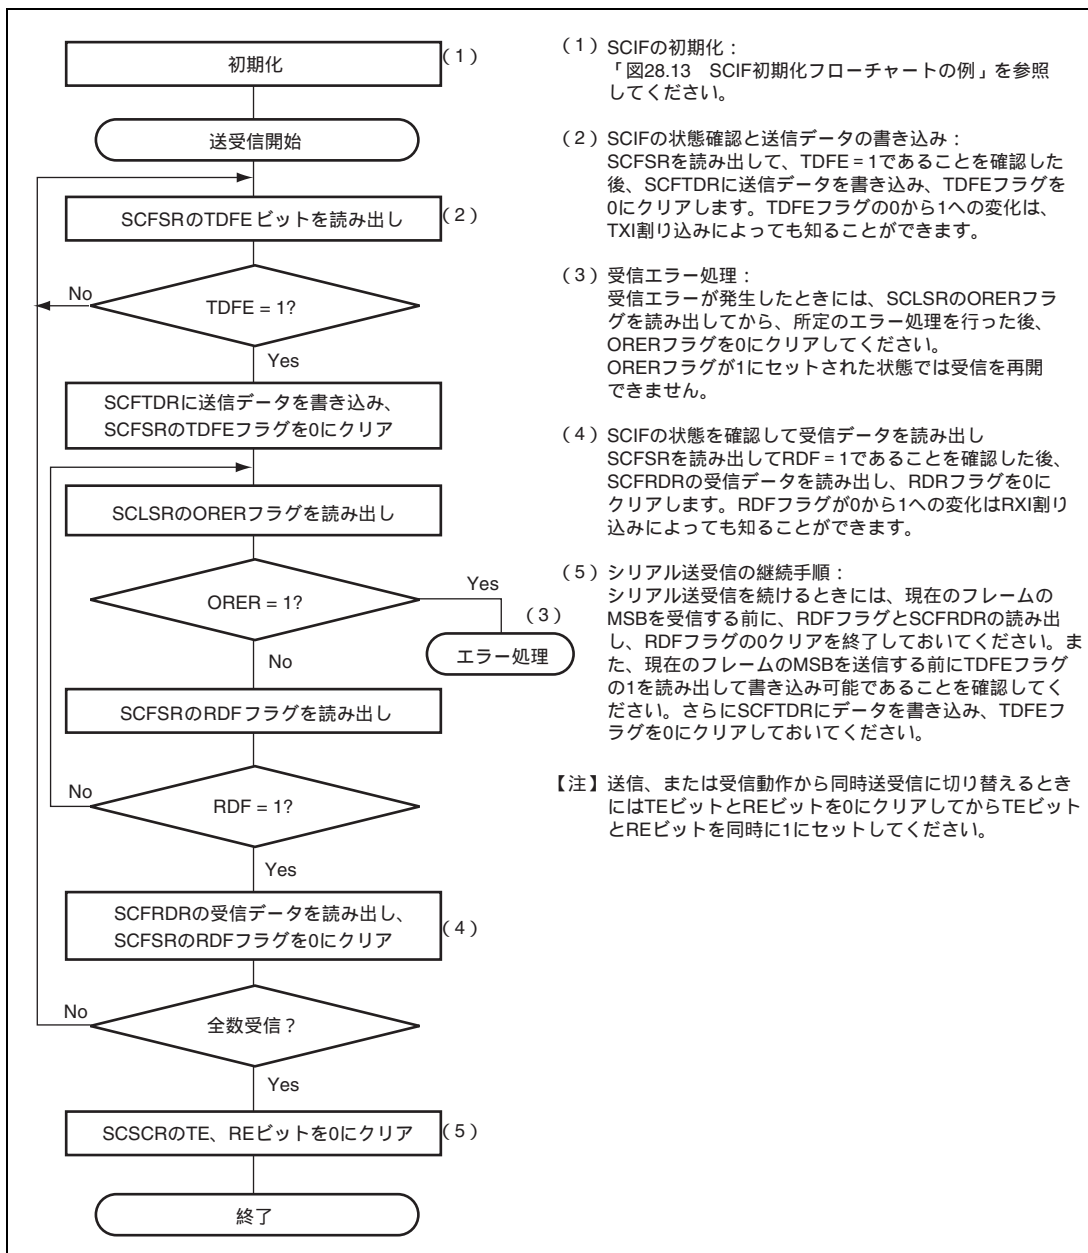 初期化
(1)
送受信開始
SCFSRのTDFE ビットを読み出し
(2)
No
TDFE = 1?
Yes
SCFTDRに送信データを書き込み、
SCFSRのTDFEフラグを0にクリア
SCLSRのORERフラグを読み出し
ORER = 1?
Yes
(3)
エラー処理
No
SCFSRのRDFフラグを読み出し
No
RDF = 1?
Yes
SCFRDRの受信データを読み出し、
SCFSRのRDFフラグを0にクリア
(4)
No
全数受信？
Yes
SCSCRのTE、REビットを0にクリア
(5)
終了
(1) SCIFの初期化：
「図28.13 SCIF初期化フローチャートの例」を参照
してください。
(2) SCIFの状態確認と送信データの書き込み：
SCFSRを読み出して、TDFE = 1であることを確認した
後、SCFTDRに送信データを書き込み、TDFEフラグを
0にクリアします。TDFEフラグの0から1への変化は、
TXI割り込みによっても知ることができます。
(3) 受信エラー処理：
受信エラーが発生したときには、SCLSRのORERフラ
グを読み出してから、所定のエラー処理を行った後、
ORERフラグを0にクリアしてください。
ORERフラグが1にセットされた状態では受信を再開
できません。
(4) SCIFの状態を確認して受信データを読み出し
SCFSRを読み出してRDF = 1であることを確認した後、
SCFRDRの受信データを読み出し、RDRフラグを0に
クリアします。RDFフラグが0から1への変化はRXI割り
込みによっても知ることができます。
(5) シリアル送受信の継続手順：
シリアル送受信を続けるときには、現在のフレームの
MSBを受信する前に、RDFフラグとSCFRDRの読み出
し、RDFフラグの0クリアを終了しておいてください。ま
た、現在のフレームのMSBを送信する前にTDFEフラグ
の1を読み出して書き込み可能であることを確認してく
ださい。さらにSCFTDRにデータを書き込み、TDFEフ
ラグを0にクリアしておいてください。
【注】送信、または受信動作から同時送受信に切り替えるとき
にはTEビットとREビットを0にクリアしてからTEビット
とREビットを同時に1にセットしてください。